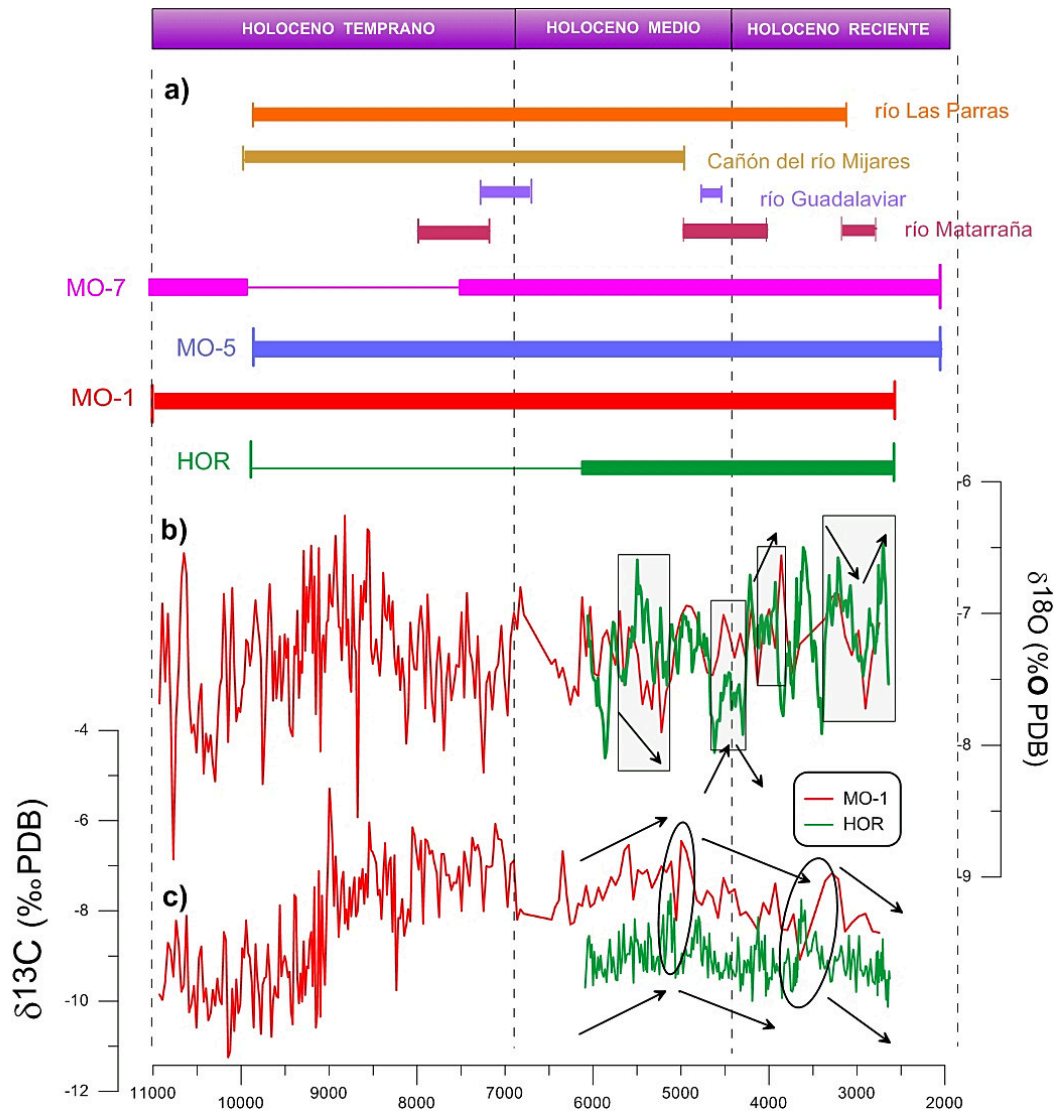 HOLOCENO TEMPRANO
HOLOCENO MEDIO
HOLOCENO RECIENTE
a)
río Las Parras
Cañón del río Mijares
río Guadalaviar
río Matarraña
MO-7
MO-5
MO-1
HOR
b)
-6
-7
-8
-9
δ18O (%O PDB)
MO-1
HOR
c)
-4
-6
-8
-10
-12
δ13C (‰PDB)
11000 10000 9000 8000 7000 6000 5000 4000 3000 2000